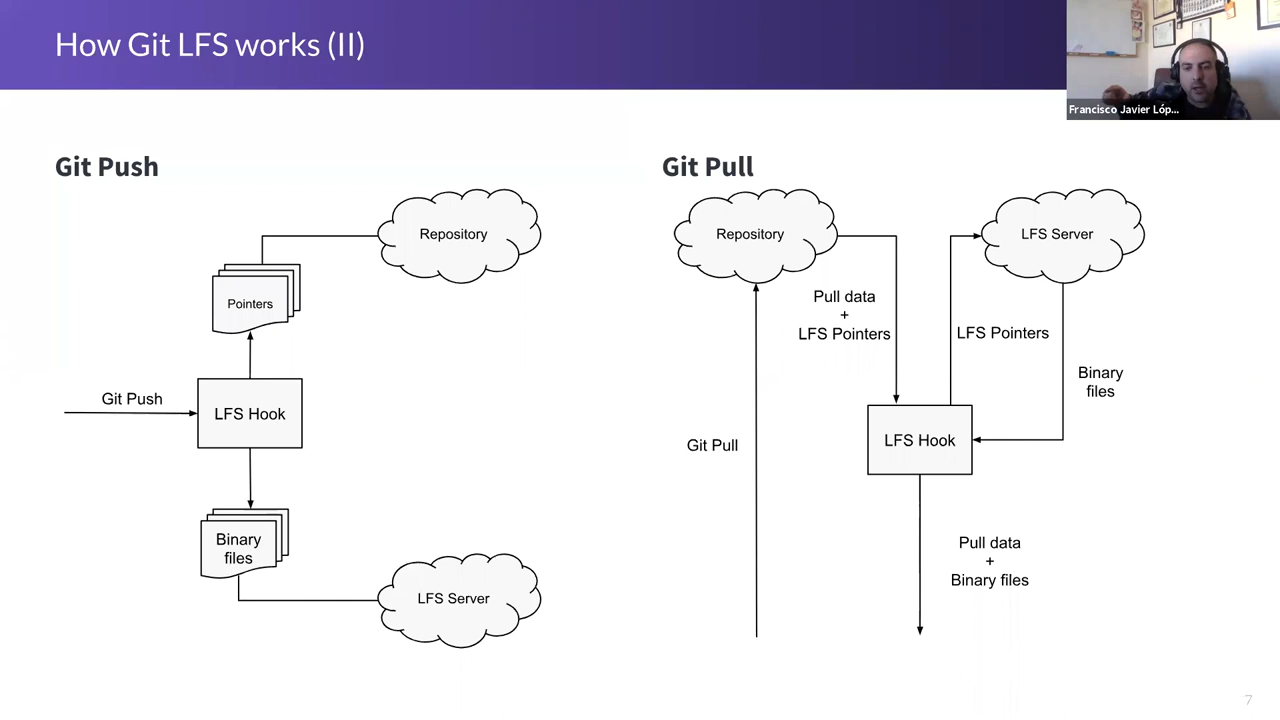 How Git LFS works (II)
Francisco Javier Lóp...
Git Push
Repository
Pointers
Git Push
LFS Hook
Binary
files
LFS Server
Git Pull
Repository
LFS Server
Pull data
+
LFS Pointers
LFS Pointers
Binary
files
Git Pull
LFS Hook
Pull data
+
Binary files
7